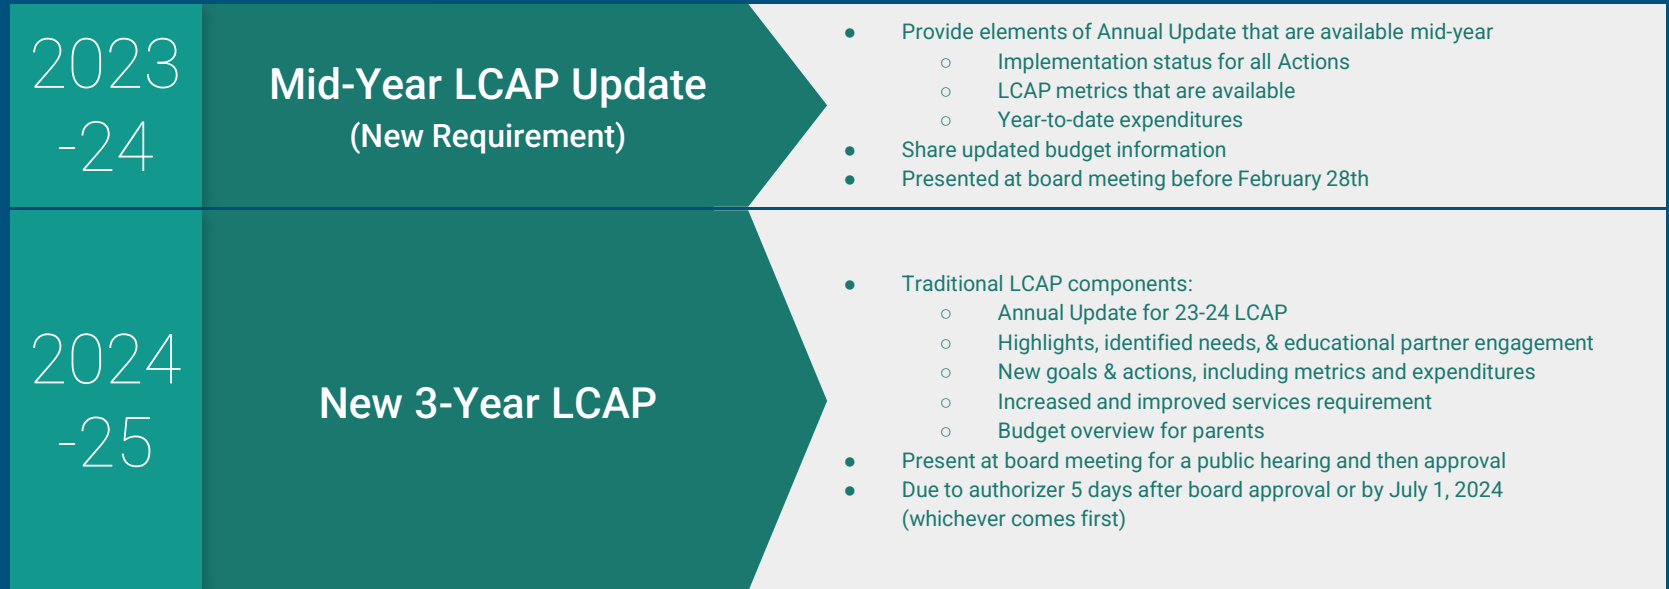 2023
-24
Mid-Year LCAP Update
(New Requirement)
● Provide elements of Annual Update that are available mid-year
○ Implementation status for all Actions
○ LCAP metrics that are available
○ Year-to-date expenditures
● Share updated budget information
● Presented at board meeting before February 28th
2024
-25
New 3-Year LCAP
● Traditional LCAP components:
○ Annual Update for 23-24 LCAP
○ Highlights, identified needs, & educational partner engagement
○ New goals & actions, including metrics and expenditures
○ Increased and improved services requirement
○ Budget overview for parents
● Present at board meeting for a public hearing and then approval
● Due to authorizer 5 days after board approval or by July 1, 2024
(whichever comes first)